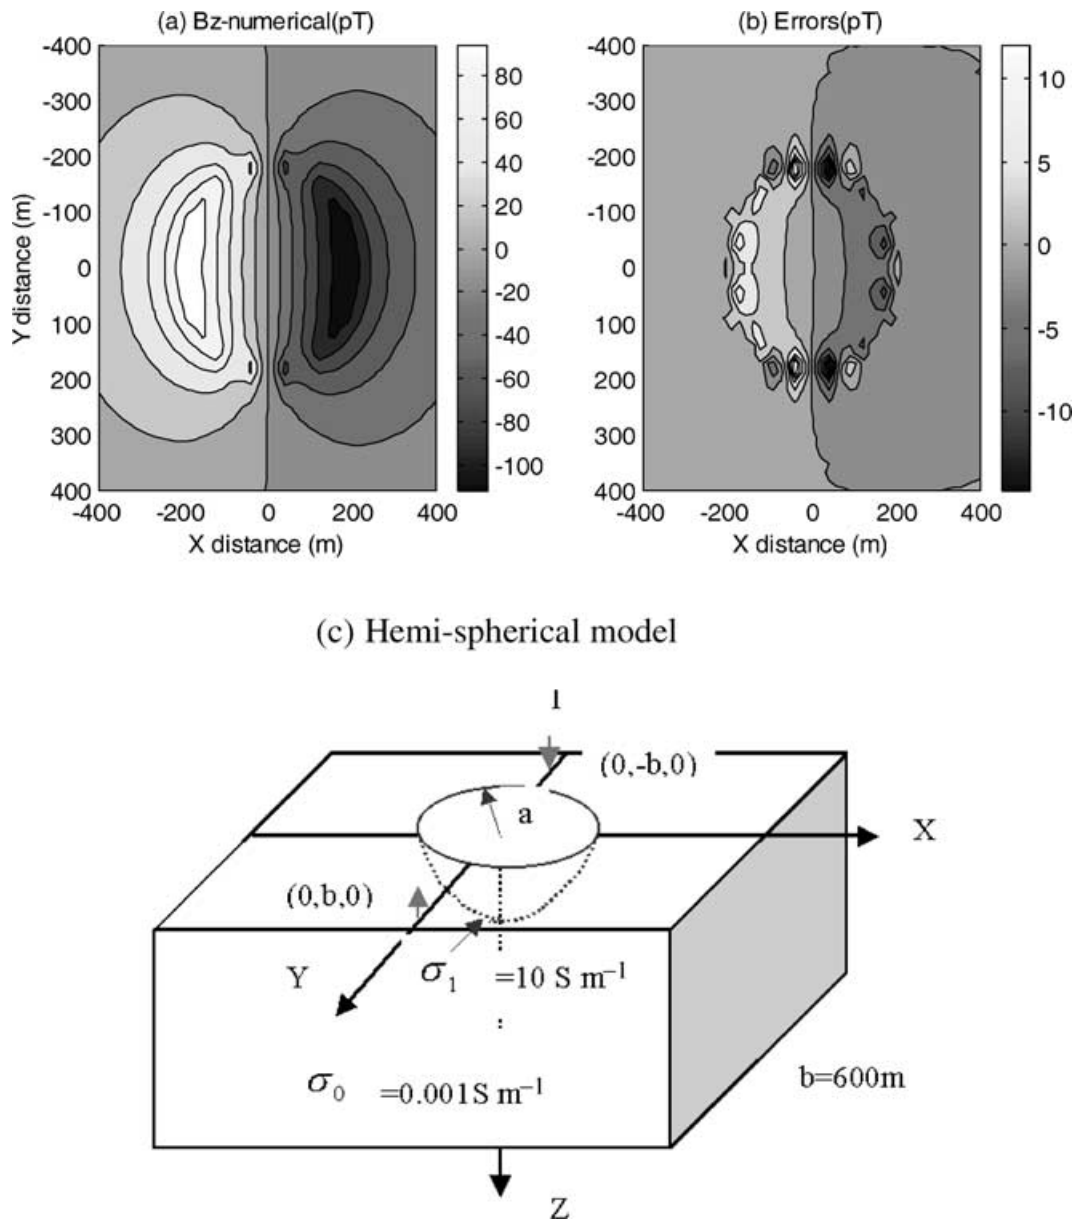 (a) Bz-numerical(pT)
-400
-300
-200
-100
0
100
200
300
400
Y distance (m)
-400
-200
0
200
400
X distance (m)
80
60
40
20
0
-20
-40
-60
-80
-100
(b) Errors(pT)
-400
-300
-200
-100
0
100
200
300
400
-400
-200
0
200
400
X distance (m)
10
5
0
-5
-10
(c) Hemi-spherical model
I
(0,-b,0)
a
X
(0,b,0)
Y
σ₁ =10 S m⁻¹
σ₀ =0.001S m⁻¹
b=600m
Z